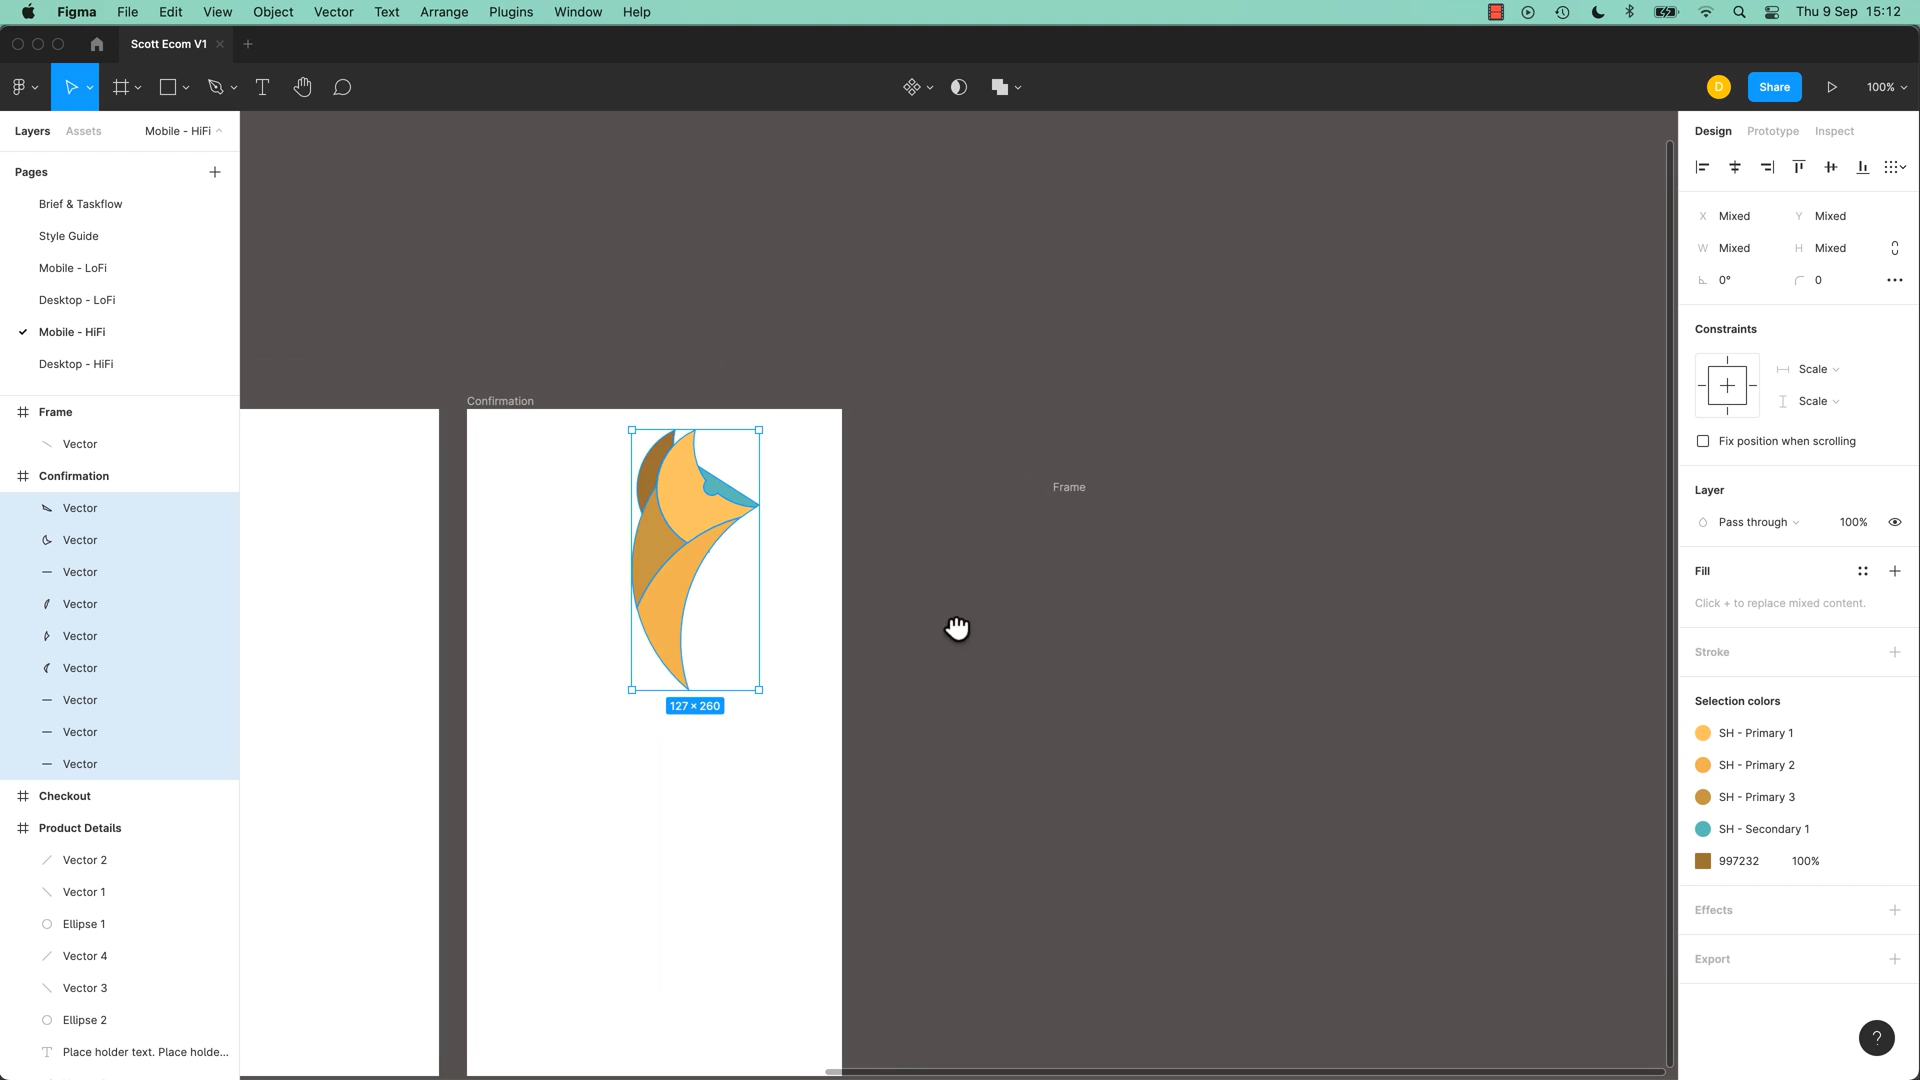 Figma File Edit View Object Vector Text Arrange Plugins Window Help Thu 9 Sep 15:12
Scott Ecom V1
D Share 100%
Layers Assets Mobile - HiFi
Pages
Brief & Taskflow
Style Guide
Mobile - LoFi
Desktop - LoFi
Mobile - HiFi
Desktop - HiFi
Frame
Vector
Confirmation
Vector
Vector
Vector
Vector
Vector
Vector
Vector
Vector
Vector
Checkout
Product Details
Vector 2
Vector 1
Ellipse 1
Vector 4
Vector 3
Ellipse 2
Place holder text. Place holde...
Confirmation
127 × 260
Frame
Design Prototype Inspect
X Mixed Y Mixed
W Mixed H Mixed
0° 0
Constraints
Scale
Scale
Fix position when scrolling
Layer
Pass through 100%
Fill
Click + to replace mixed content.
Stroke
Selection colors
SH - Primary 1
SH - Primary 2
SH - Primary 3
SH - Secondary 1
997232 100%
Effects
Export
?